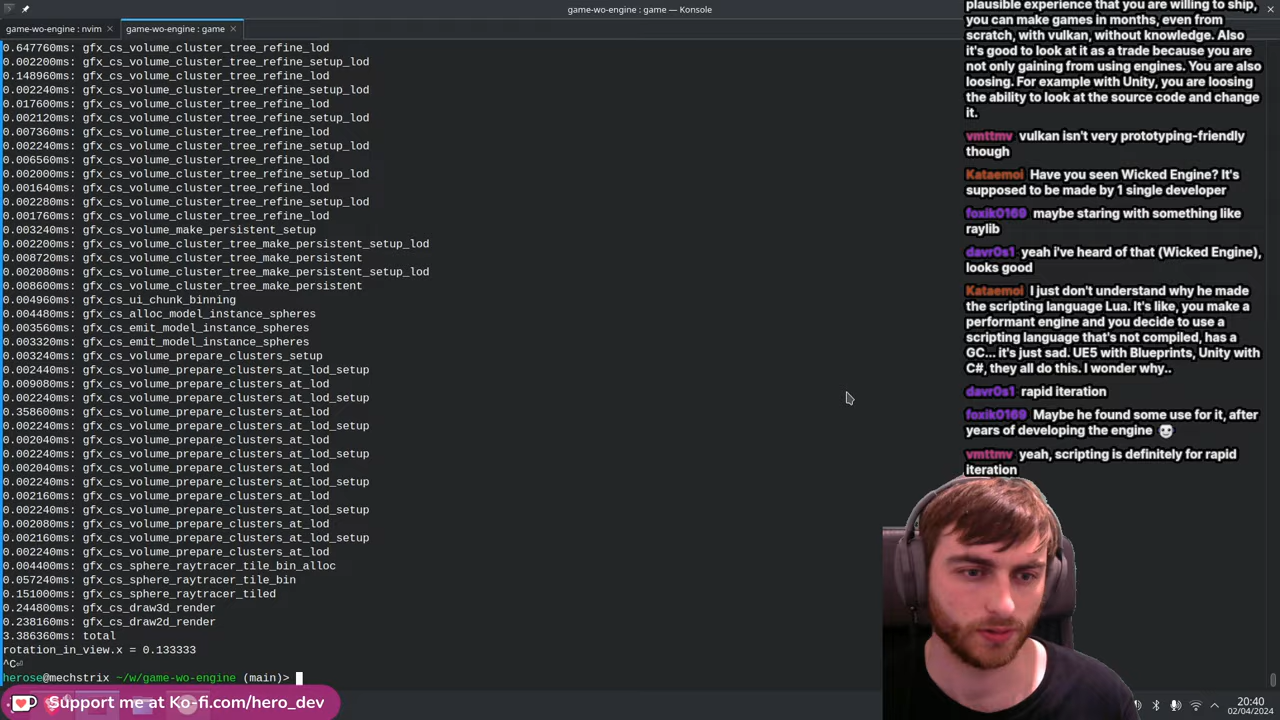 game-wo-engine : game — Konsole
game-wo-engine : nvim
game-wo-engine : game
0.647760ms: gfx_cs_volume_cluster_tree_refine_lod
0.002200ms: gfx_cs_volume_cluster_tree_refine_setup_lod
0.148960ms: gfx_cs_volume_cluster_tree_refine_lod
0.002240ms: gfx_cs_volume_cluster_tree_refine_setup_lod
0.017600ms: gfx_cs_volume_cluster_tree_refine_lod
0.002120ms: gfx_cs_volume_cluster_tree_refine_setup_lod
0.007360ms: gfx_cs_volume_cluster_tree_refine_lod
0.002240ms: gfx_cs_volume_cluster_tree_refine_setup_lod
0.006560ms: gfx_cs_volume_cluster_tree_refine_lod
0.002000ms: gfx_cs_volume_cluster_tree_refine_setup_lod
0.001640ms: gfx_cs_volume_cluster_tree_refine_lod
0.002280ms: gfx_cs_volume_cluster_tree_refine_setup_lod
0.001760ms: gfx_cs_volume_cluster_tree_refine_lod
0.003240ms: gfx_cs_volume_make_persistent_setup
0.002200ms: gfx_cs_volume_cluster_tree_make_persistent_setup_lod
0.008720ms: gfx_cs_volume_cluster_tree_make_persistent
0.002080ms: gfx_cs_volume_cluster_tree_make_persistent_setup_lod
0.008600ms: gfx_cs_volume_cluster_tree_make_persistent
0.004960ms: gfx_cs_ui_chunk_binning
0.004480ms: gfx_cs_alloc_model_instance_spheres
0.003560ms: gfx_cs_emit_model_instance_spheres
0.003320ms: gfx_cs_emit_model_instance_spheres
0.003240ms: gfx_cs_volume_prepare_clusters_setup
0.002440ms: gfx_cs_volume_prepare_clusters_at_lod_setup
0.009080ms: gfx_cs_volume_prepare_clusters_at_lod
0.002240ms: gfx_cs_volume_prepare_clusters_at_lod_setup
0.358600ms: gfx_cs_volume_prepare_clusters_at_lod
0.002240ms: gfx_cs_volume_prepare_clusters_at_lod_setup
0.002040ms: gfx_cs_volume_prepare_clusters_at_lod
0.002240ms: gfx_cs_volume_prepare_clusters_at_lod_setup
0.002040ms: gfx_cs_volume_prepare_clusters_at_lod
0.002240ms: gfx_cs_volume_prepare_clusters_at_lod_setup
0.002160ms: gfx_cs_volume_prepare_clusters_at_lod
0.002240ms: gfx_cs_volume_prepare_clusters_at_lod_setup
0.002080ms: gfx_cs_volume_prepare_clusters_at_lod
0.002160ms: gfx_cs_volume_prepare_clusters_at_lod_setup
0.002240ms: gfx_cs_volume_prepare_clusters_at_lod
0.004400ms: gfx_cs_sphere_raytracer_tile_bin_alloc
0.057240ms: gfx_cs_sphere_raytracer_tile_bin
0.151000ms: gfx_cs_sphere_raytracer_tiled
0.244800ms: gfx_cs_draw3d_render
0.238160ms: gfx_cs_draw2d_render
3.386360ms: total
rotation_in_view.x = 0.133333
^C⏎
herose@mechstrix ~/w/game-wo-engine (main)>
Support me at Ko-fi.com/hero_dev
plausible experience that you are willing to ship,
you can make games in months, even from
scratch, with vulkan, without knowledge. Also
it's good to look at it as a trade because you are
not only gaining from using engines. You are also
loosing. For example with Unity, you are loosing
the ability to look at the source code and change
it.
vmttmv vulkan isn't very prototyping-friendly
though
Kataemoi Have you seen Wicked Engine? It's
supposed to be made by 1 single developer
foxik0169 maybe staring with something like
raylib
davr0s1 yeah i've heard of that (Wicked Engine),
looks good
Kataemoi I just don't understand why he made
the scripting language Lua. It's like, you make a
performant engine and you decide to use a
scripting language that's not compiled, has a
GC... it's just sad. UE5 with Blueprints, Unity with
C#, they all do this. I wonder why..
davr0s1 rapid iteration
foxik0169 Maybe he found some use for it, after
years of developing the engine
vmttmv yeah, scripting is definitely for rapid
iteration
20:40
02/04/2024